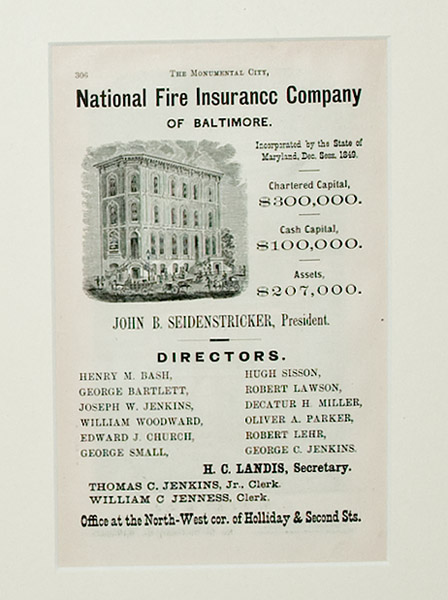 306
THE MONUMENTAL CITY,
National Fire Insurance Company
OF BALTIMORE.
Incorporated by the State of
Maryland, Dec. Sess. 1849.
Chartered Capital,
$300,000.
Cash Capital,
$100,000.
Assets,
$207,000.
JOHN B. SEIDENSTRICKER, President.
DIRECTORS.
HENRY M. BASH,
GEORGE BARTLETT,
JOSEPH W. JENKINS,
WILLIAM WOODWARD,
EDWARD J. CHURCH,
GEORGE SMALL,
HUGH SISSON,
ROBERT LAWSON,
DECATUR H. MILLER,
OLIVER A. PARKER,
ROBERT LEHR,
GEORGE C. JENKINS.
H. C. LANDIS, Secretary.
THOMAS C. JENKINS, Jr., Clerk.
WILLIAM C JENNESS, Clerk.
Office at the North-West cor. of Holliday & Second Sts.